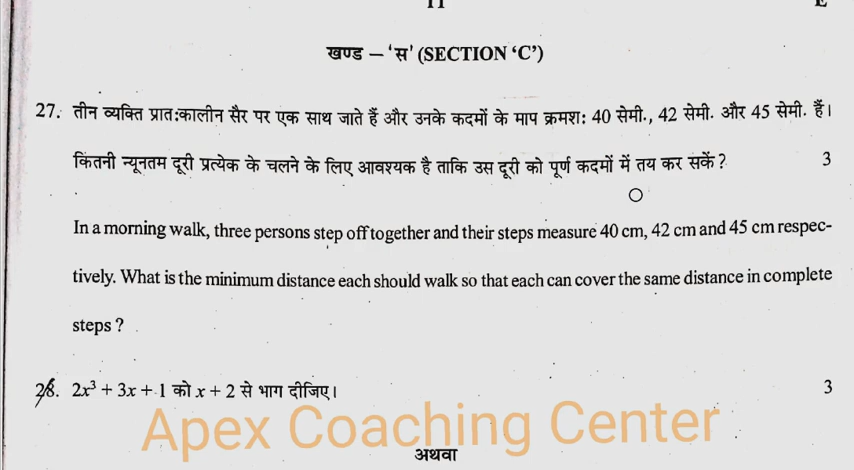 11 E
खण्ड – 'स' (SECTION 'C')
27. तीन व्यक्ति प्रात:कालीन सैर पर एक साथ जाते हैं और उनके कदमों के माप क्रमश: 40 सेमी., 42 सेमी. और 45 सेमी. हैं।
कितनी न्यूनतम दूरी प्रत्येक के चलने के लिए आवश्यक है ताकि उस दूरी को पूर्ण कदमों में तय कर सकें ? 3
In a morning walk, three persons step off together and their steps measure 40 cm, 42 cm and 45 cm respec-
tively. What is the minimum distance each should walk so that each can cover the same distance in complete
steps ?
28. 2x³ + 3x + 1 को x + 2 से भाग दीजिए। 3
Apex Coaching Center
अथवा